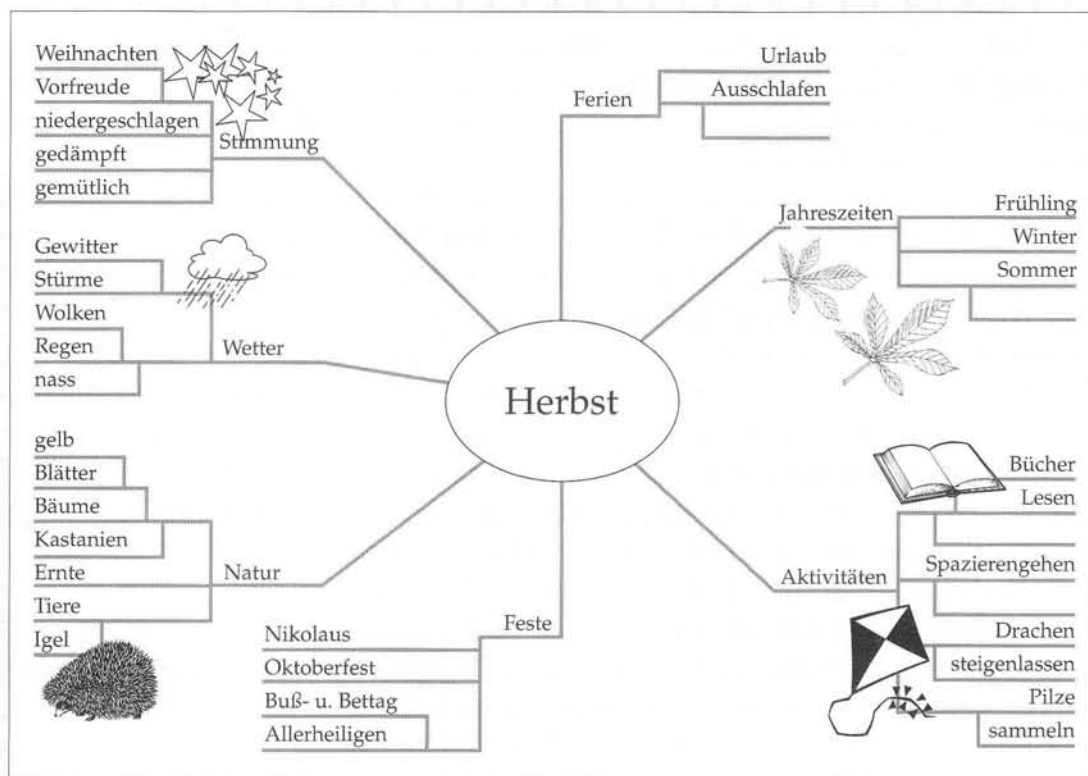 Weihnachten
Vorfreude
niedergeschlagen
gedämpft
gemütlich
Stimmung
Gewitter
Stürme
Wolken
Regen
nass
Wetter
gelb
Blätter
Bäume
Kastanien
Ernte
Tiere
Igel
Natur
Herbst
Nikolaus
Oktoberfest
Buß- u. Bettag
Allerheiligen
Feste
Ferien
Urlaub
Ausschlafen
Jahreszeiten
Frühling
Winter
Sommer
Aktivitäten
Bücher
Lesen
Spazierengehen
Drachen
steigenlassen
Pilze
sammeln